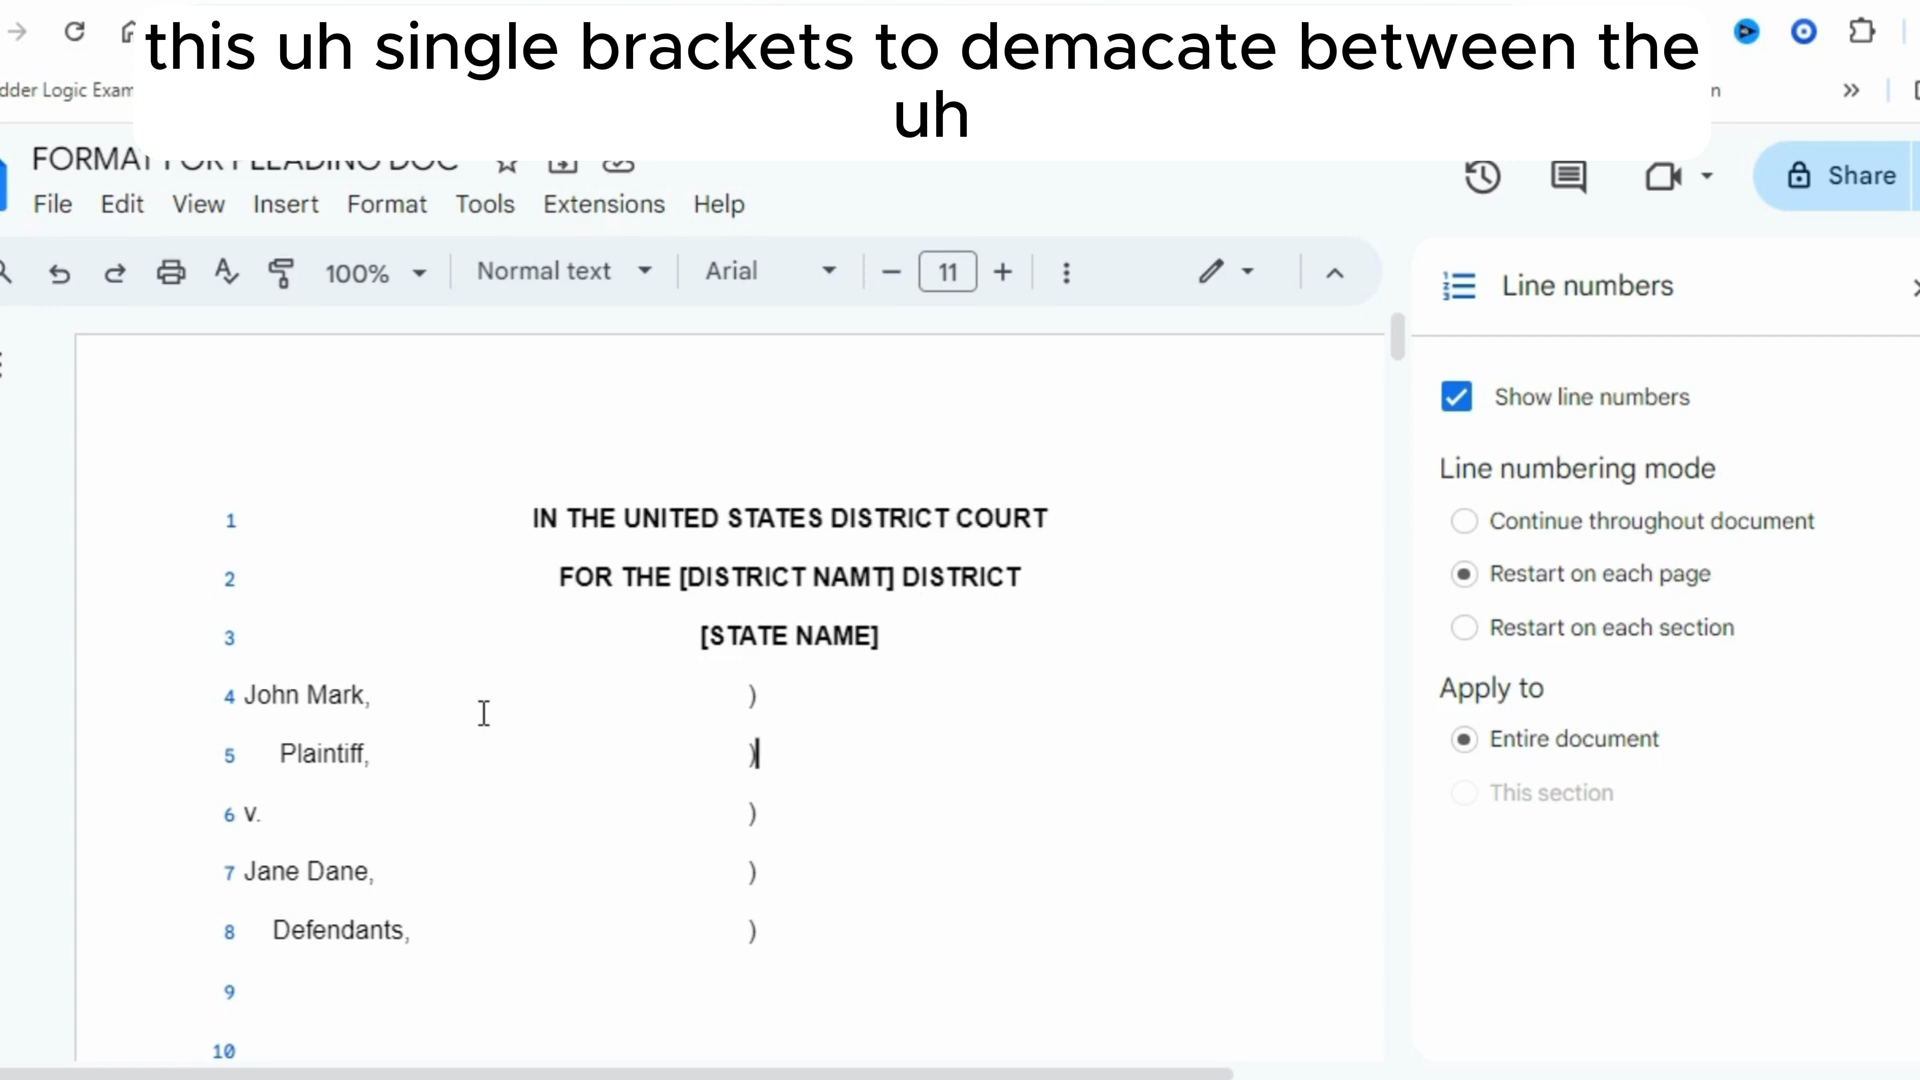 this uh single brackets to demacate between the
uh
dder Logic Exam
n
FORMAT FOR PLEADING DOC
File Edit View Insert Format Tools Extensions Help
Share
100% Normal text Arial 11
Line numbers
Show line numbers
Line numbering mode
Continue throughout document
Restart on each page
Restart on each section
Apply to
Entire document
This section
1 IN THE UNITED STATES DISTRICT COURT
2 FOR THE [DISTRICT NAMT] DISTRICT
3 [STATE NAME]
4 John Mark, )
5 Plaintiff, )
6 v. )
7 Jane Dane, )
8 Defendants, )
9
10